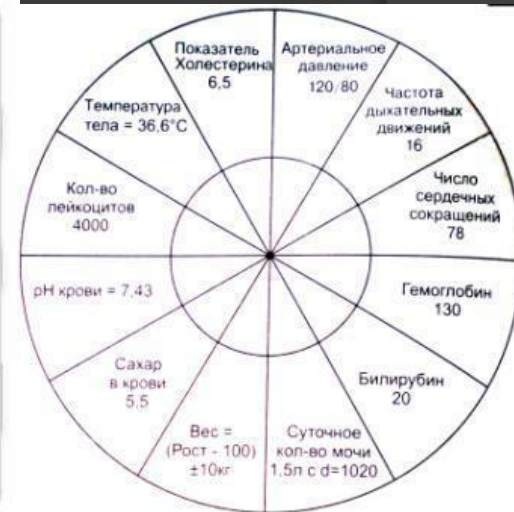 Показатель
Холестерина
6,5
Артериальное
давление
120/80
Частота
дыхательных
движений
16
Число
сердечных
сокращений
78
Гемоглобин
130
Билирубин
20
Суточное
кол-во мочи
1,5л с d=1020
Вес =
(Рост - 100)
±10кг
Сахар
в крови
5,5
pH крови = 7,43
Кол-во
лейкоцитов
4000
Температура
тела = 36,6°С